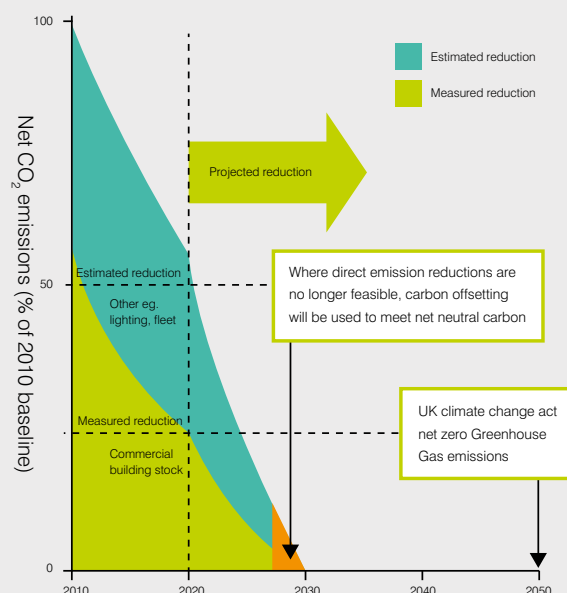 100
Estimated reduction
Measured reduction
Net CO2 emissions (% of 2010 baseline)
Projected reduction
Estimated reduction
50
Other eg.
lighting, fleet
Where direct emission reductions are
no longer feasible, carbon offsetting
will be used to meet net neutral carbon
Measured reduction
Commercial
building stock
UK climate change act
net zero Greenhouse
Gas emissions
0
2010
2020
2030
2040
2050